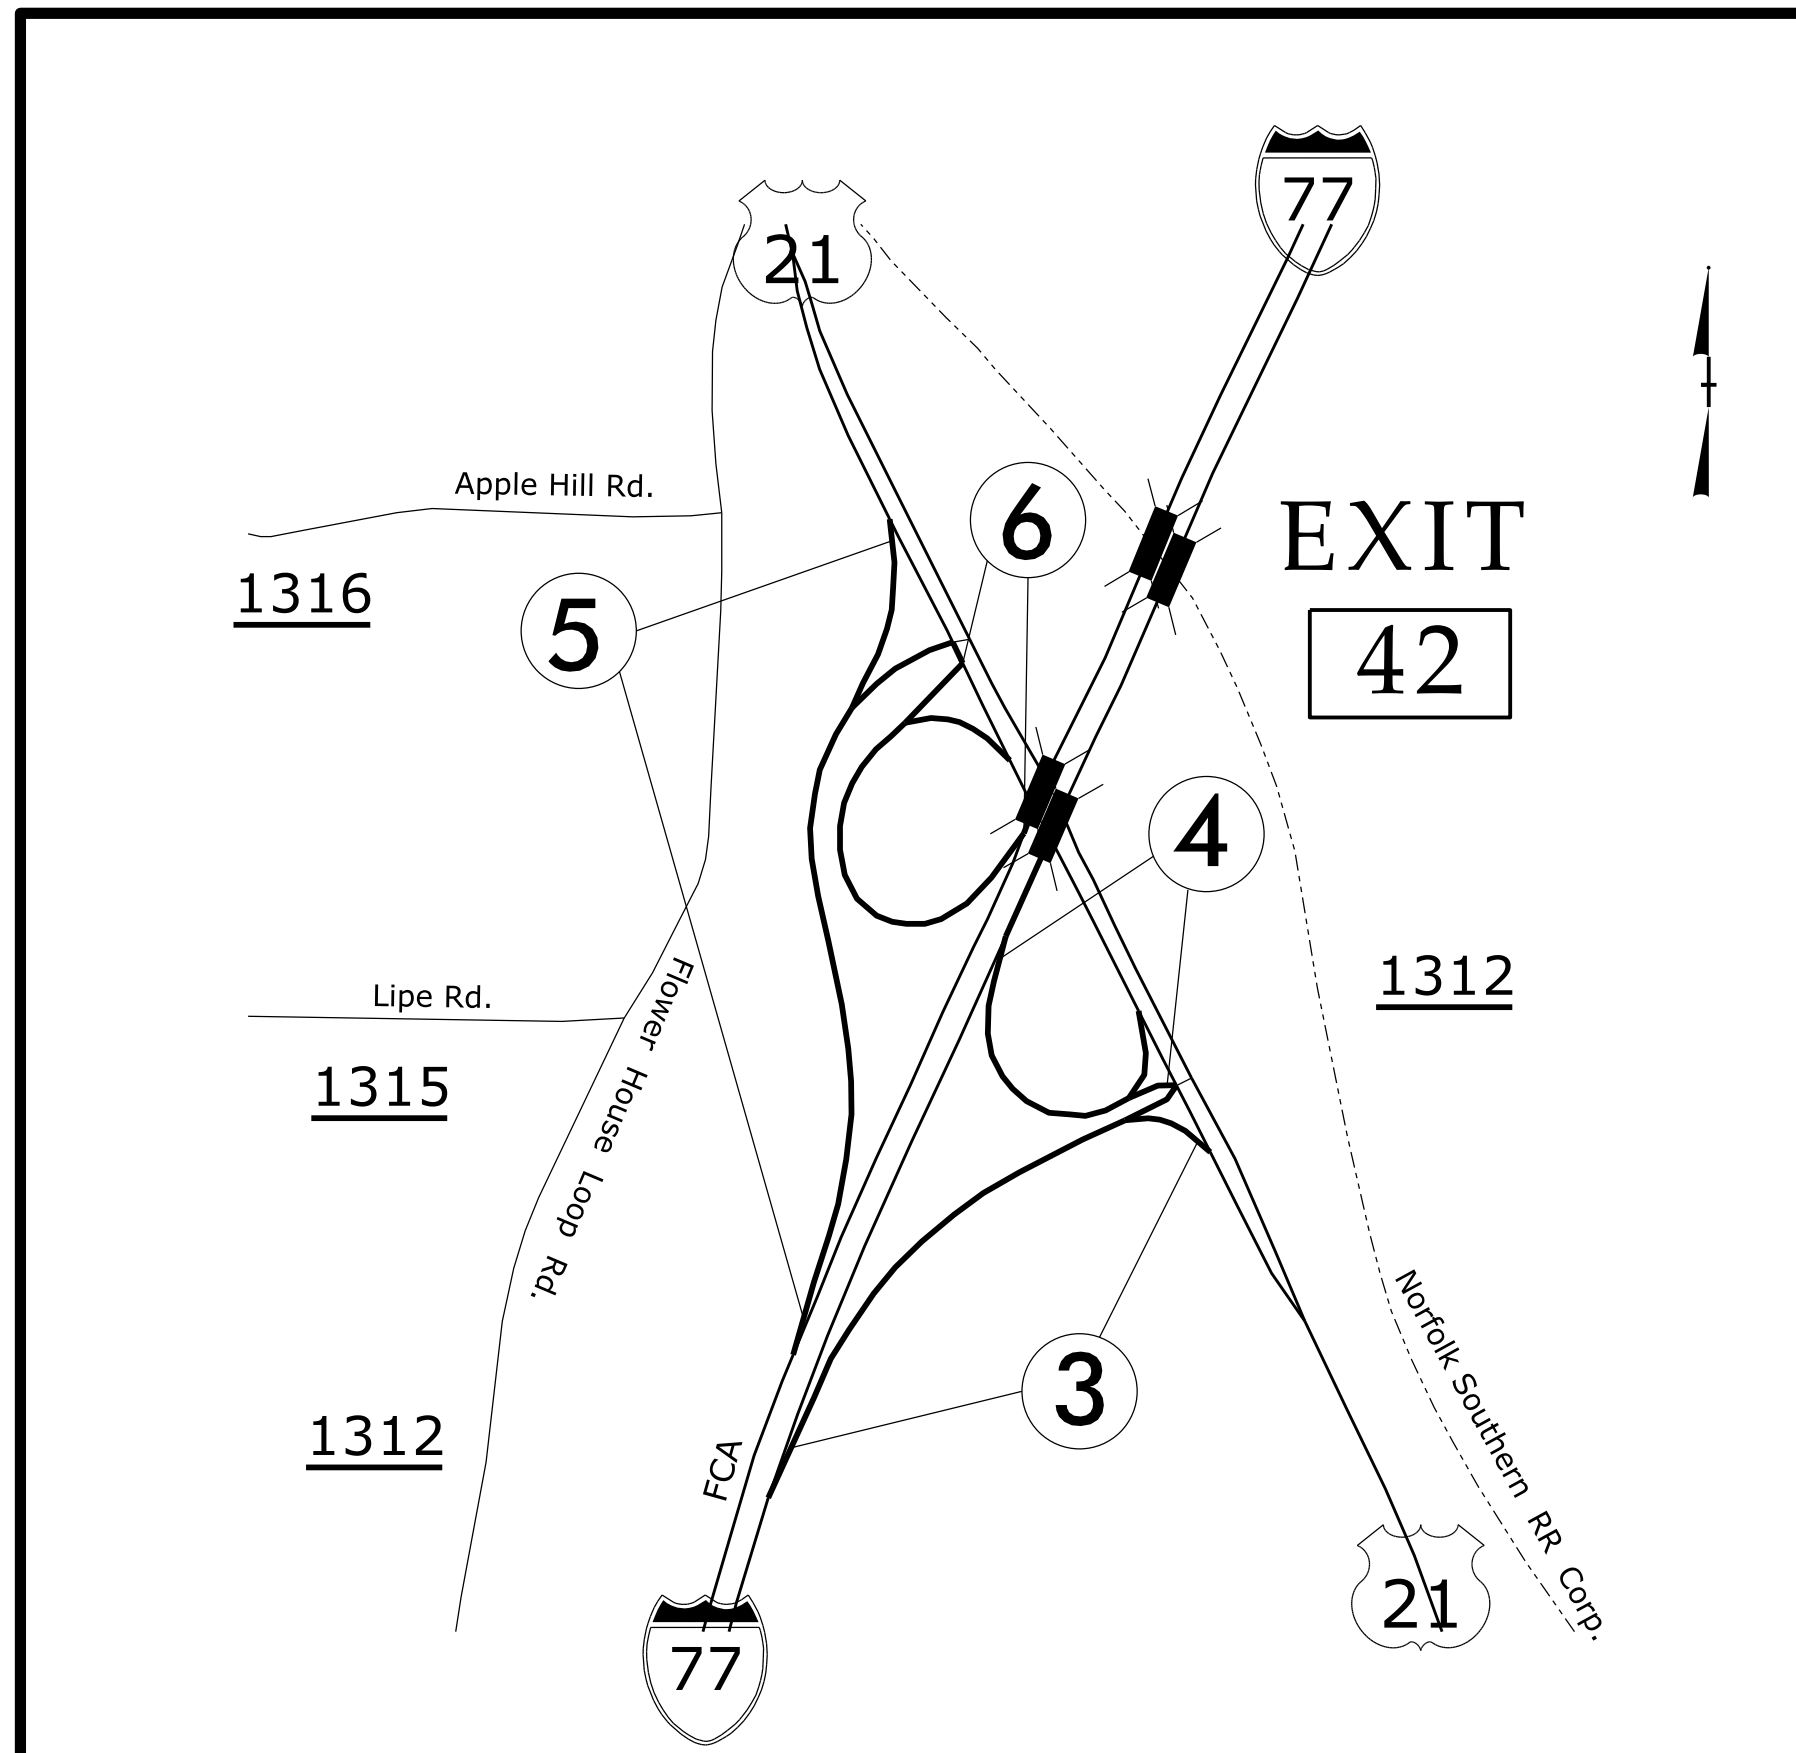 77
21
Apple Hill Rd.
6
EXIT
1316
5
42
4
1312
Lipe Rd.
Flower House Loop Rd.
1315
3
Norfolk Southern RR Corp.
1312
FCA
21
77